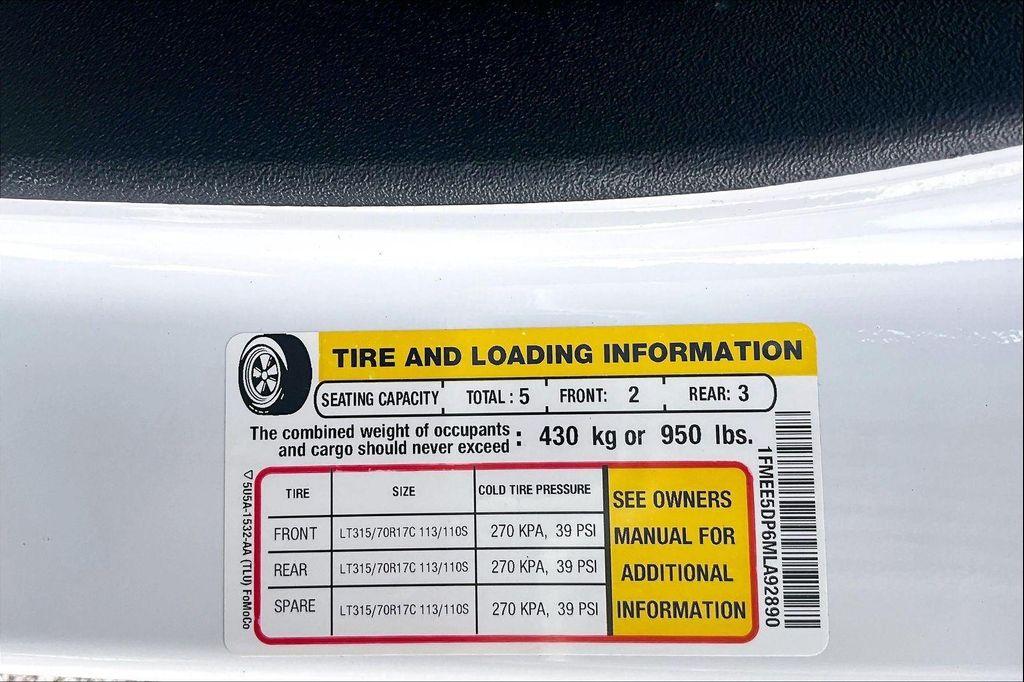 TIRE AND LOADING INFORMATION
SEATING CAPACITY TOTAL : 5 FRONT: 2 REAR: 3
The combined weight of occupants
and cargo should never exceed : 430 kg or 950 lbs.
TIRE SIZE COLD TIRE PRESSURE
FRONT LT315/70R17C 113/110S 270 KPA, 39 PSI
REAR LT315/70R17C 113/110S 270 KPA, 39 PSI
SPARE LT315/70R17C 113/110S 270 KPA, 39 PSI
SEE OWNERS
MANUAL FOR
ADDITIONAL
INFORMATION
5U5A-1532-AA (TLU) FoMoCo
1FMEE5DP6MLA92890